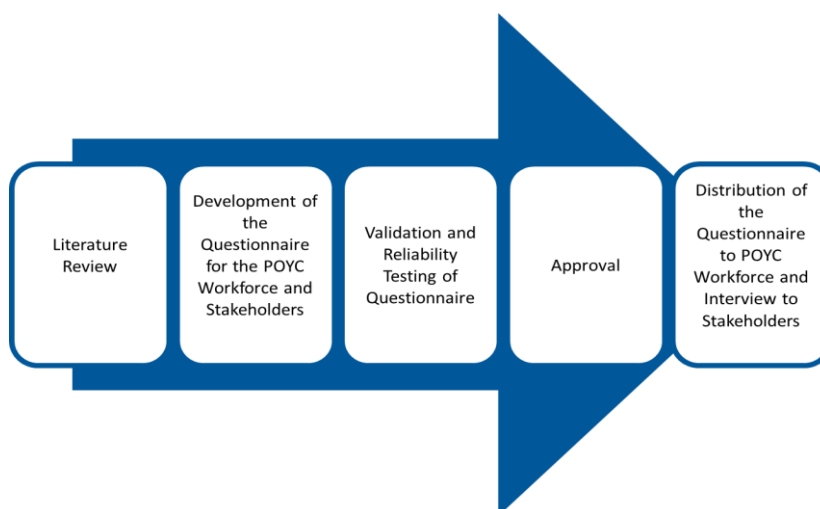 Literature
Review
Development of
the
Questionnaire
for the POYC
Workforce and
Stakeholders
Validation and
Reliability
Testing of
Questionnaire
Approval
Distribution of
the
Questionnaire
to POYC
Workforce and
Interview to
Stakeholders